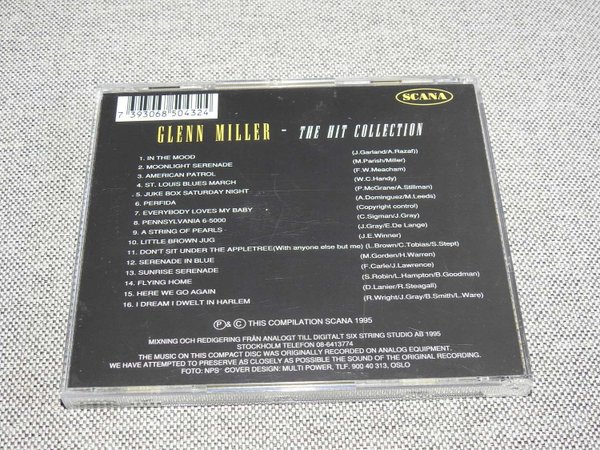 7 393068 504324
SCANA
GLENN MILLER - THE HIT COLLECTION
1. IN THE MOOD (J.Garland/A.Razaf))
2. MOONLIGHT SERENADE (M.Parish/Miller)
3. AMERICAN PATROL (F.W.Meacham)
4. ST. LOUIS BLUES MARCH (W.C.Handy)
5. JUKE BOX SATURDAY NIGHT (P.McGrane/A.Stillman)
6. PERFIDA (A.Dominguez/M.Leeds)
7. EVERYBODY LOVES MY BABY (Copyright control)
8. PENNSYLVANIA 6-5000 (C.Sigman/J.Gray)
9. A STRING OF PEARLS (J.Gray/E.De Lange)
10. LITTLE BROWN JUG (J.E.Winner)
11. DON'T SIT UNDER THE APPLETREE(With anyone else but me) (L.Brown/C.Tobias/S.Stept)
12. SERENADE IN BLUE (M.Gorden/H.Warren)
13. SUNRISE SERENADE (F.Carle/J.Lawrence)
14. FLYING HOME (S.Robin/L.Hampton/B.Goodman)
15. HERE WE GO AGAIN (D.Lanier/R.Steagall)
16. I DREAM I DWELT IN HARLEM (R.Wright/J.Gray/B.Smith/L.Ware)
℗ & © THIS COMPILATION SCANA 1995
MIXNING OCH REDIGERING FRÅN ANALOGT TILL DIGITALT SIX STRING STUDIO AB 1995
STOCKHOLM TELEFON 08-6413774
THE MUSIC ON THIS COMPACT DISC WAS ORIGINALLY RECORDED ON ANALOG EQUIPMENT.
WE HAVE ATTEMPTED TO PRESERVE AS CLOSELY AS POSSIBLE THE SOUND OF THE ORIGINAL RECORDING.
FOTO: NPS COVER DESIGN: MULTI POWER, TLF. 900 40 313, OSLO